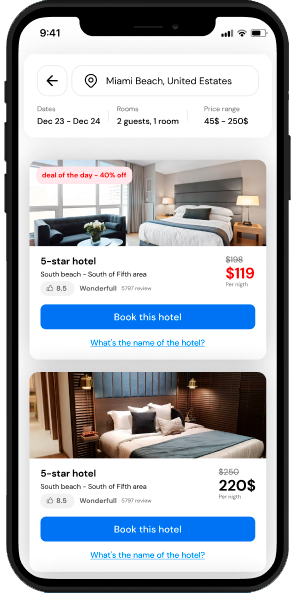 9:41
Miami Beach, United Estates
Dates
Rooms
Price range
Dec 23 - Dec 24
2 guests, 1 room
45$ - 250$
deal of the day - 40% off
5-star hotel
$198
South beach - South of Fifth area
$119
8.5
Wonderfull
5797 review
Per nigth
Book this hotel
What's the name of the hotel?
5-star hotel
$250
South beach - South of Fifth area
220$
8.5
Wonderfull
5797 review
Per nigth
Book this hotel
What's the name of the hotel?